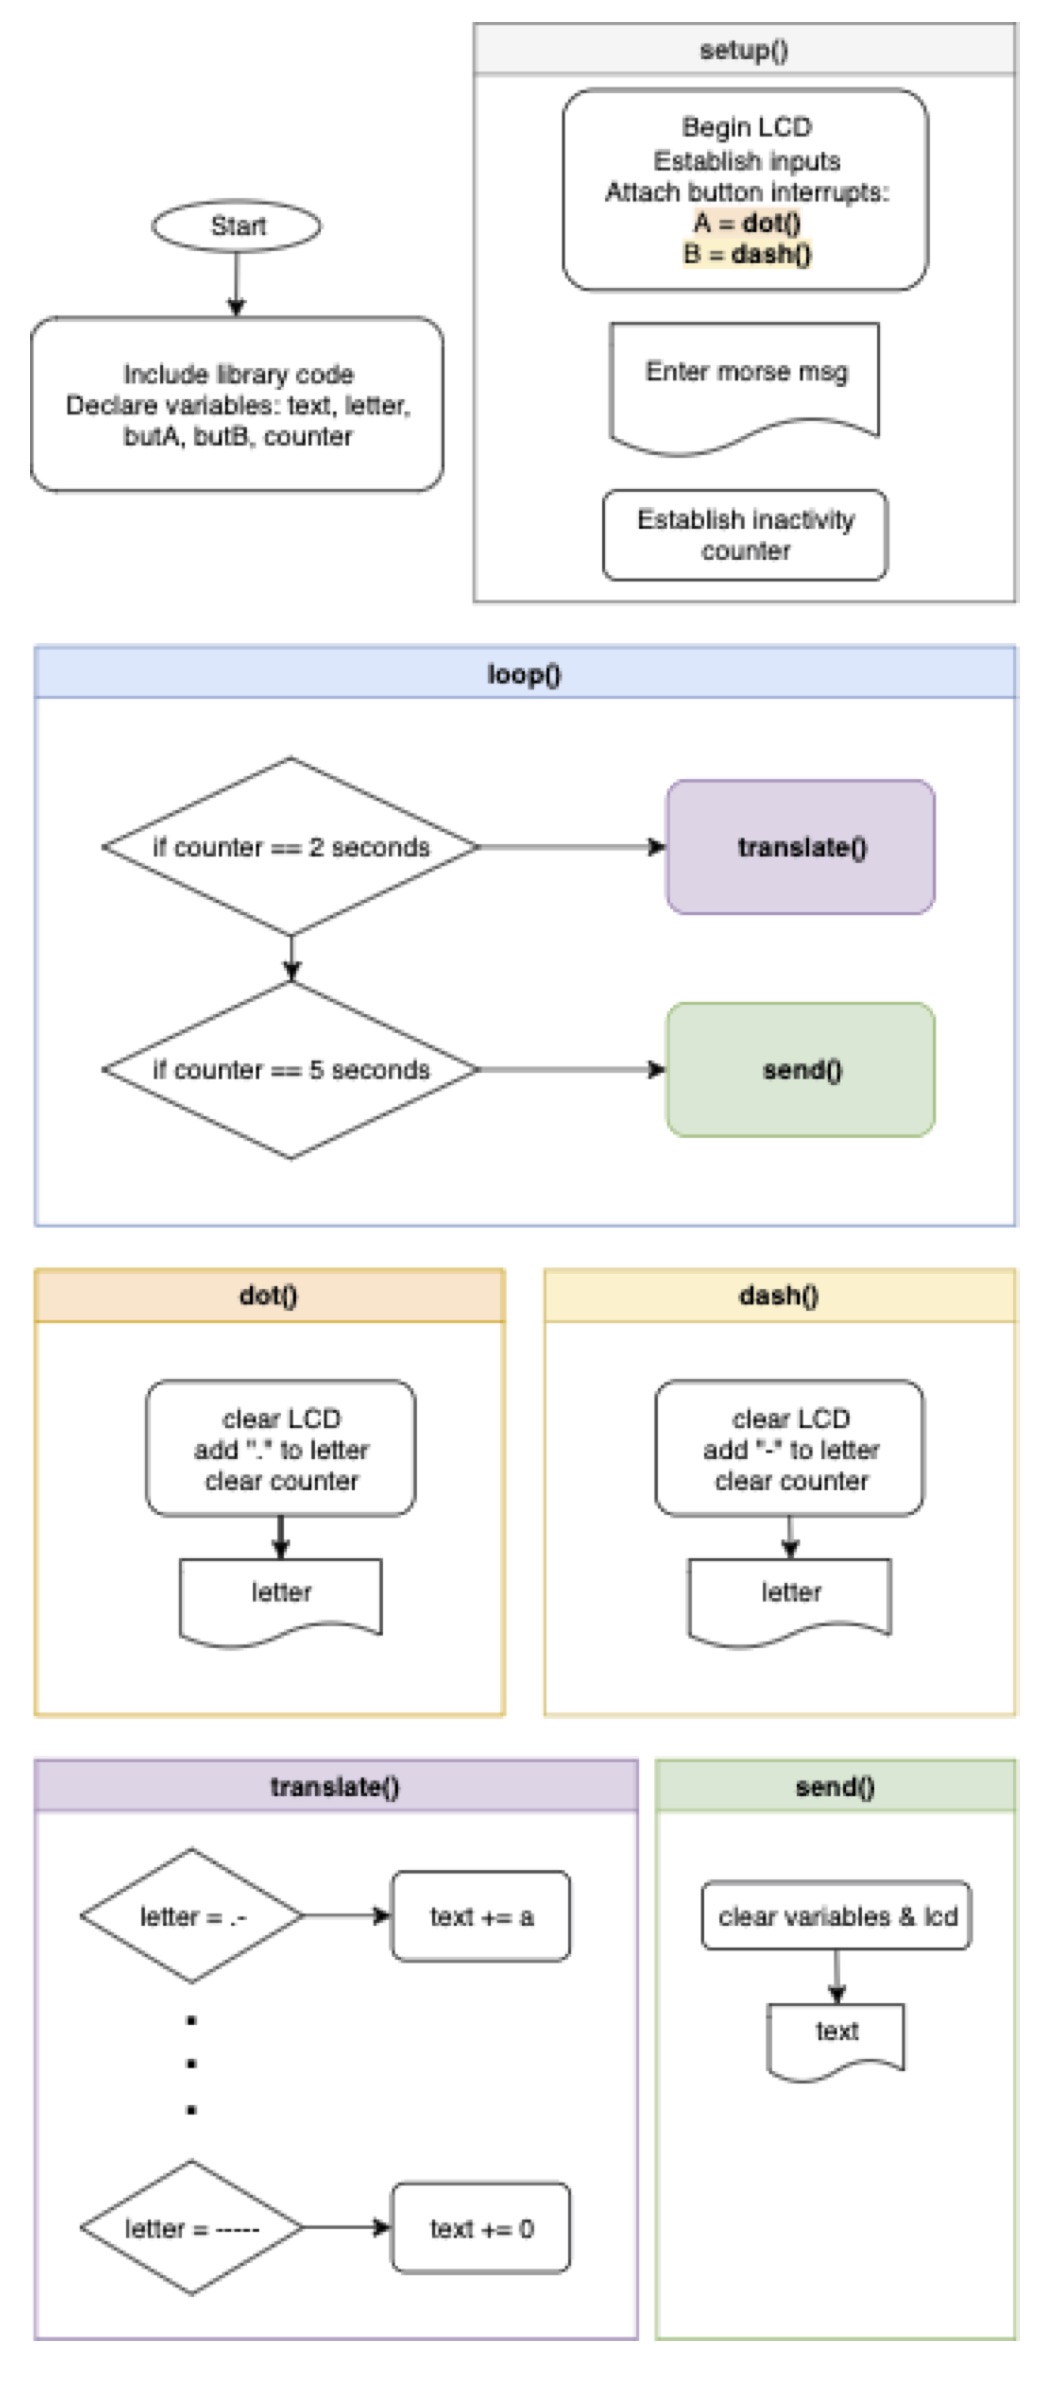 Start
Include library code
Declare variables: text, letter,
butA, butB, counter
setup()
Begin LCD
Establish inputs
Attach button interrupts:
A = dot()
B = dash()
Enter morse msg
Establish inactivity
counter
loop()
if counter == 2 seconds
translate()
if counter == 5 seconds
send()
dot()
clear LCD
add "." to letter
clear counter
letter
dash()
clear LCD
add "-" to letter
clear counter
letter
translate()
letter = .-
text += a
letter = -----
text += 0
send()
clear variables & lcd
text